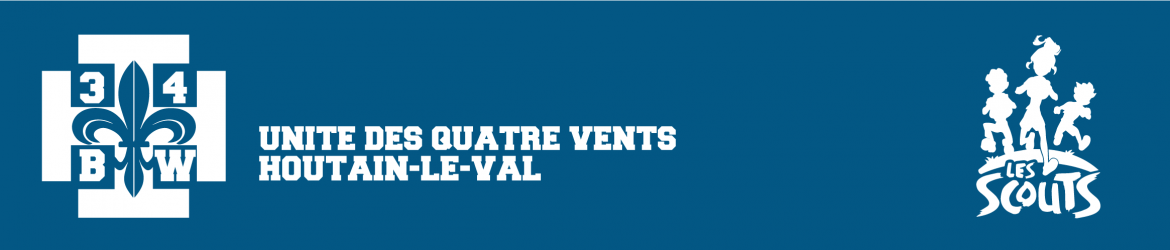 3 4
B W
UNITE DES QUATRE VENTS
HOUTAIN-LE-VAL
LES
SCOUTS